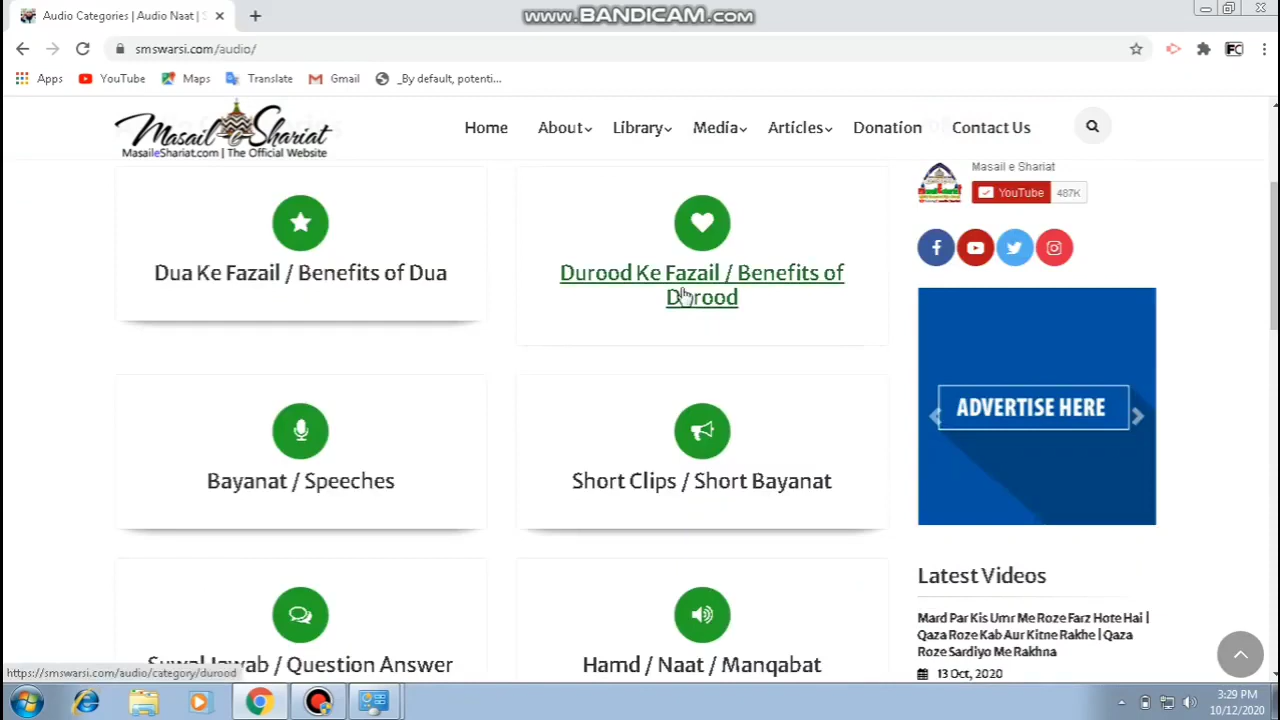 Audio Categories | Audio Naat |
www.BANDICAM.com
smswarsi.com/audio/
Apps YouTube Maps Translate Gmail _By default, potenti...
Masail e Shariat
MasaileShariat.com | The Official Website
Home About Library Media Articles Donation Contact Us
Masail e Shariat
YouTube 487K
Dua Ke Fazail / Benefits of Dua
Durood Ke Fazail / Benefits of
Durood
ADVERTISE HERE
Bayanat / Speeches
Short Clips / Short Bayanat
Latest Videos
Mard Par Kis Umr Me Roze Farz Hote Hai |
Qaza Roze Kab Aur Kitne Rakhe | Qaza
Roze Sardiyo Me Rakhna
13 Oct, 2020
Suwal Jawab / Question Answer
Hamd / Naat / Manqabat
https://smswarsi.com/audio/category/durood
3:29 PM
10/12/2020